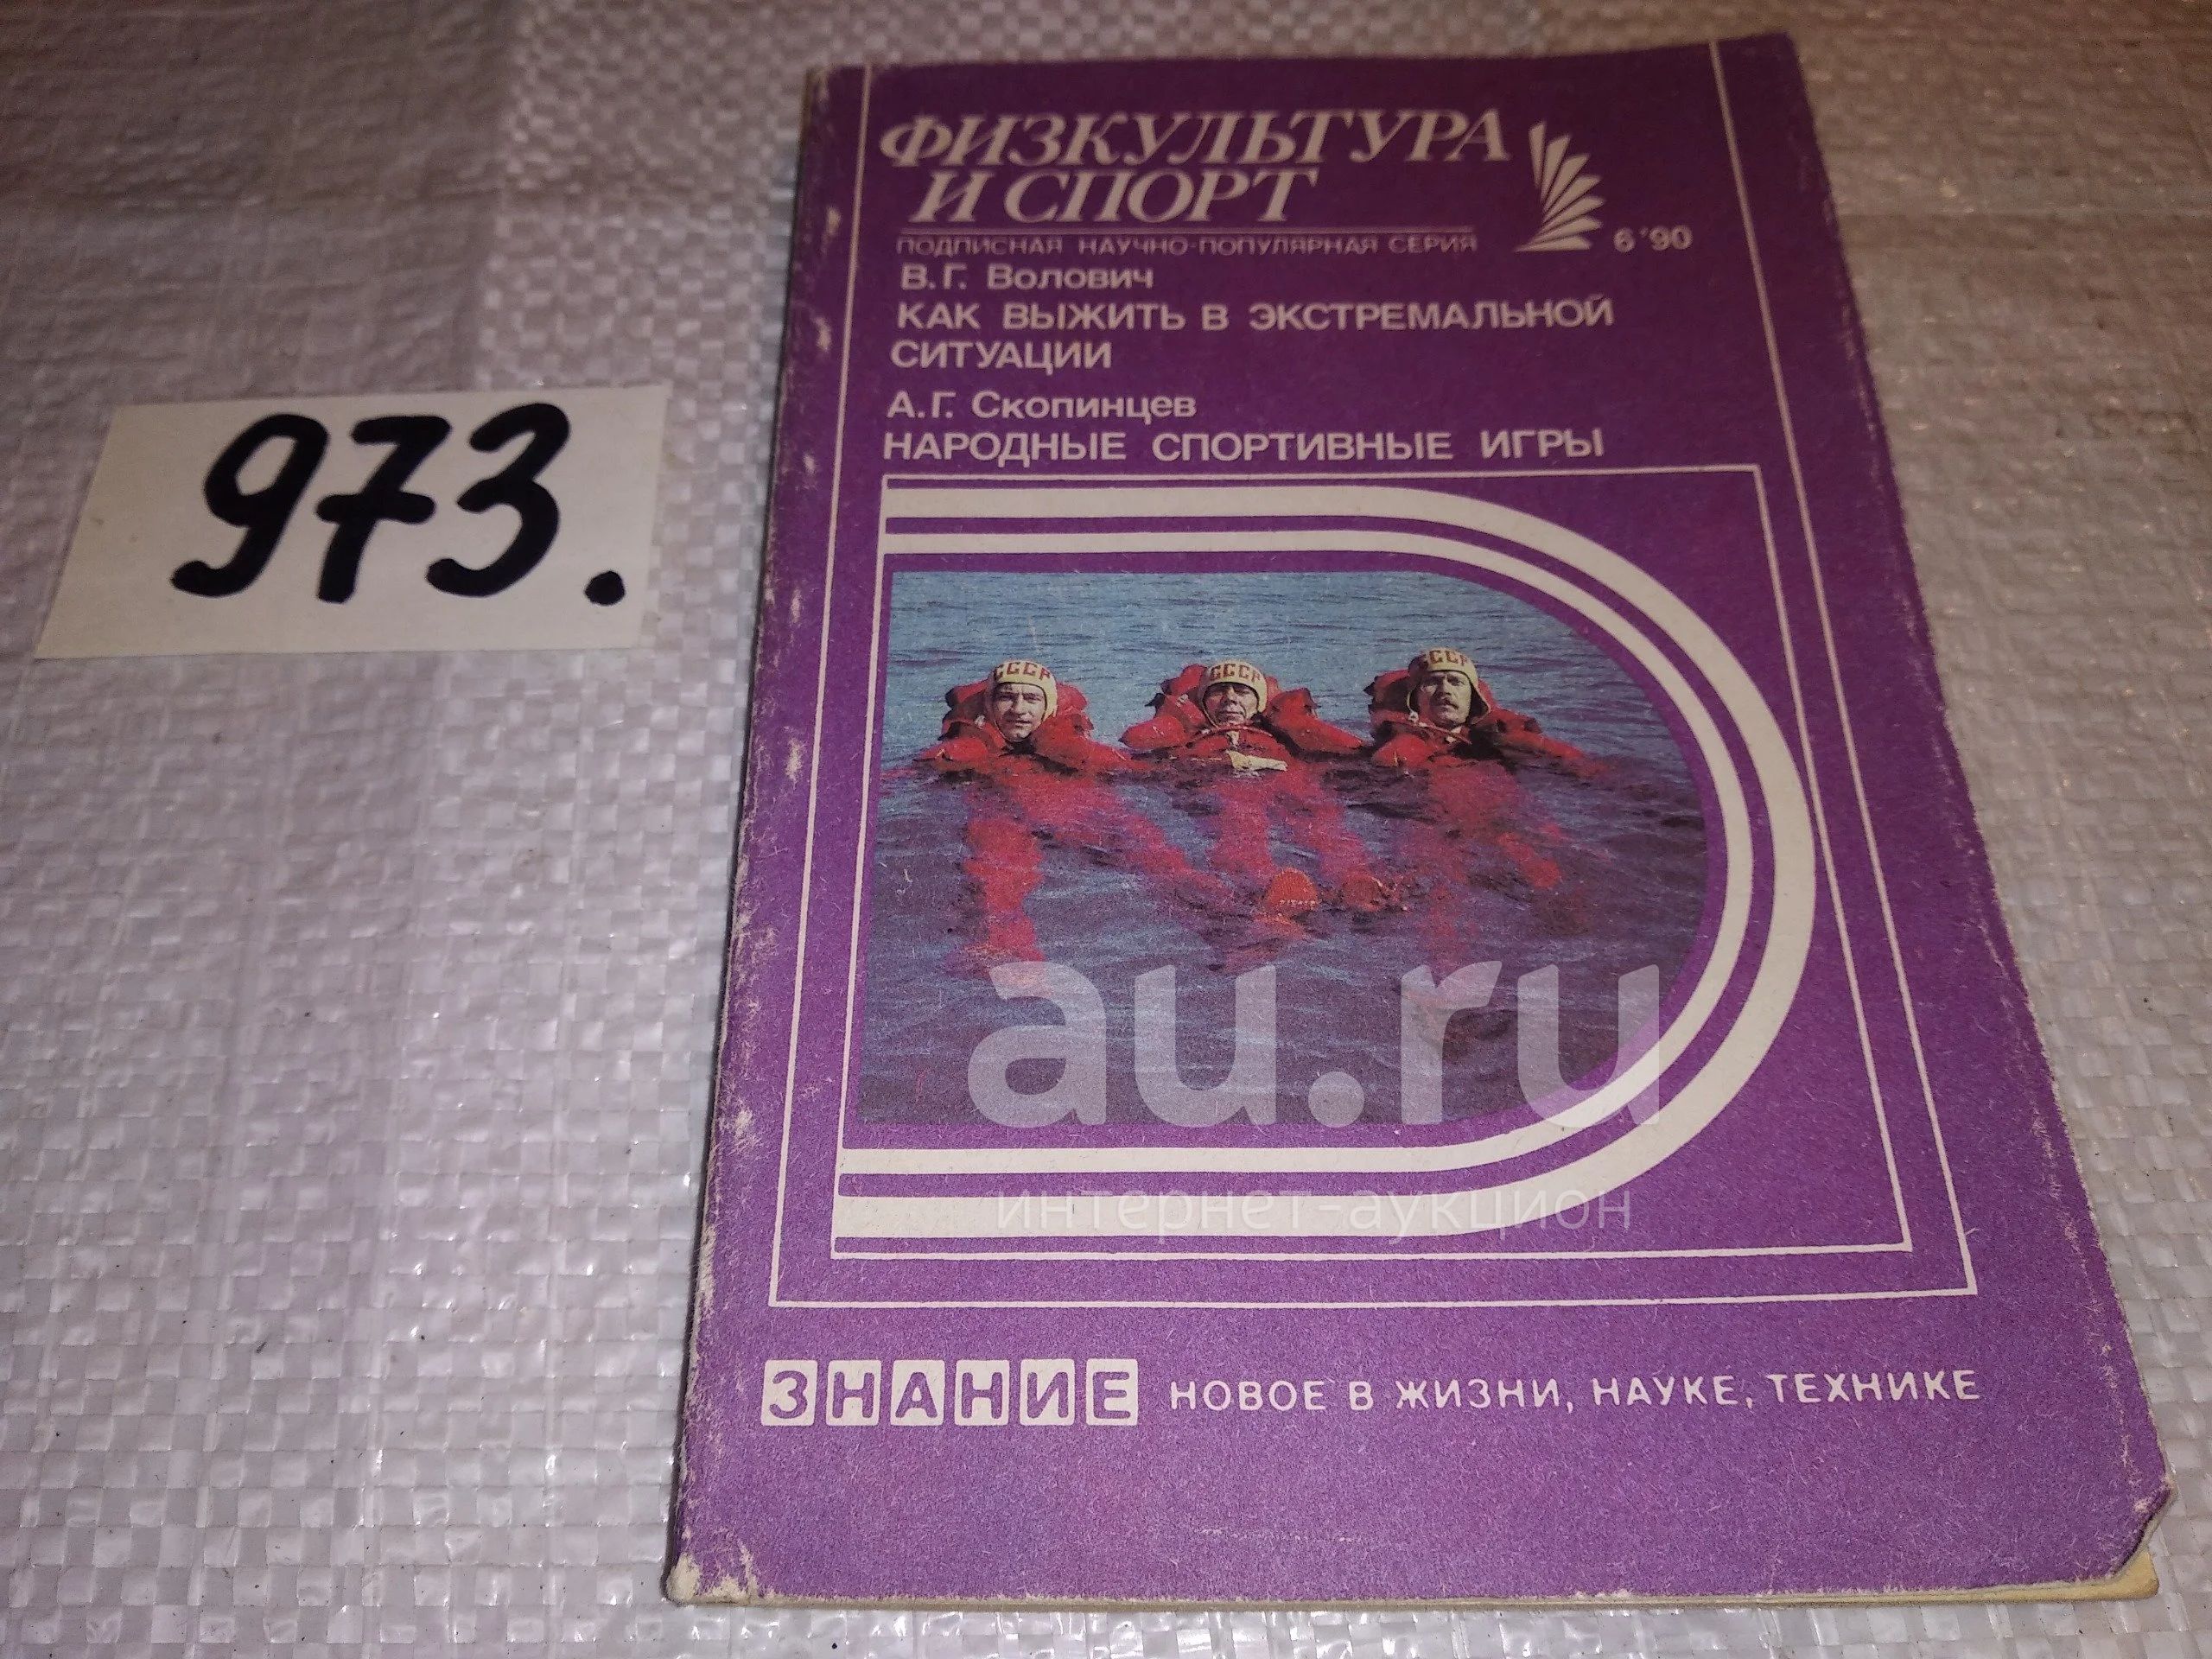 ФИЗКУЛЬТУРА
И СПОРТ
ПОДПИСНАЯ НАУЧНО-ПОПУЛЯРНАЯ СЕРИЯ
6'90
В.Г. Волович
КАК ВЫЖИТЬ В ЭКСТРЕМАЛЬНОЙ
СИТУАЦИИ
А.Г. Скопинцев
НАРОДНЫЕ СПОРТИВНЫЕ ИГРЫ
973.
СССР СССР СССР
au.ru
интернет-аукцион
ЗНАНИЕ НОВОЕ В ЖИЗНИ, НАУКЕ, ТЕХНИКЕ